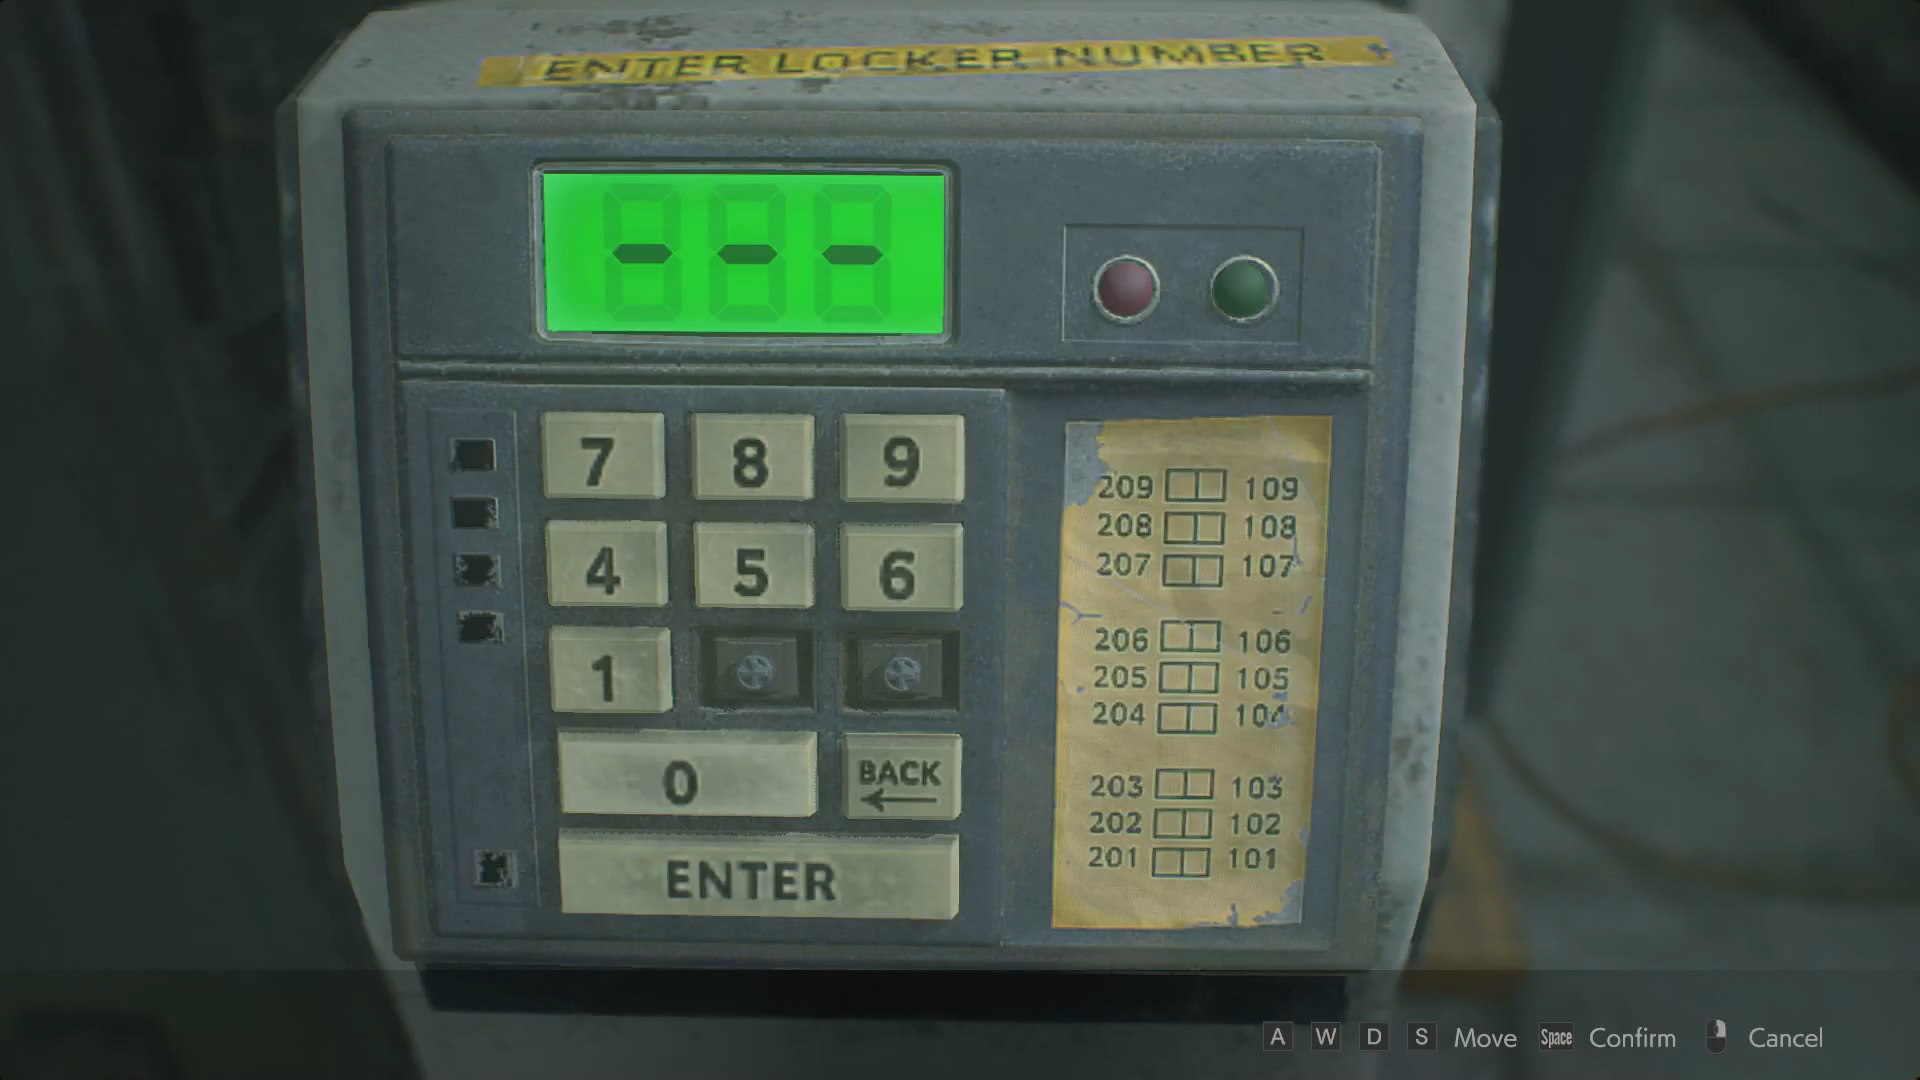 ENTER LOCKER NUMBER
7 8 9
4 5 6
1
0 BACK
ENTER
209 109
208 108
207 107
206 106
205 105
204 104
203 103
202 102
201 101
A W D S Move Space Confirm Cancel